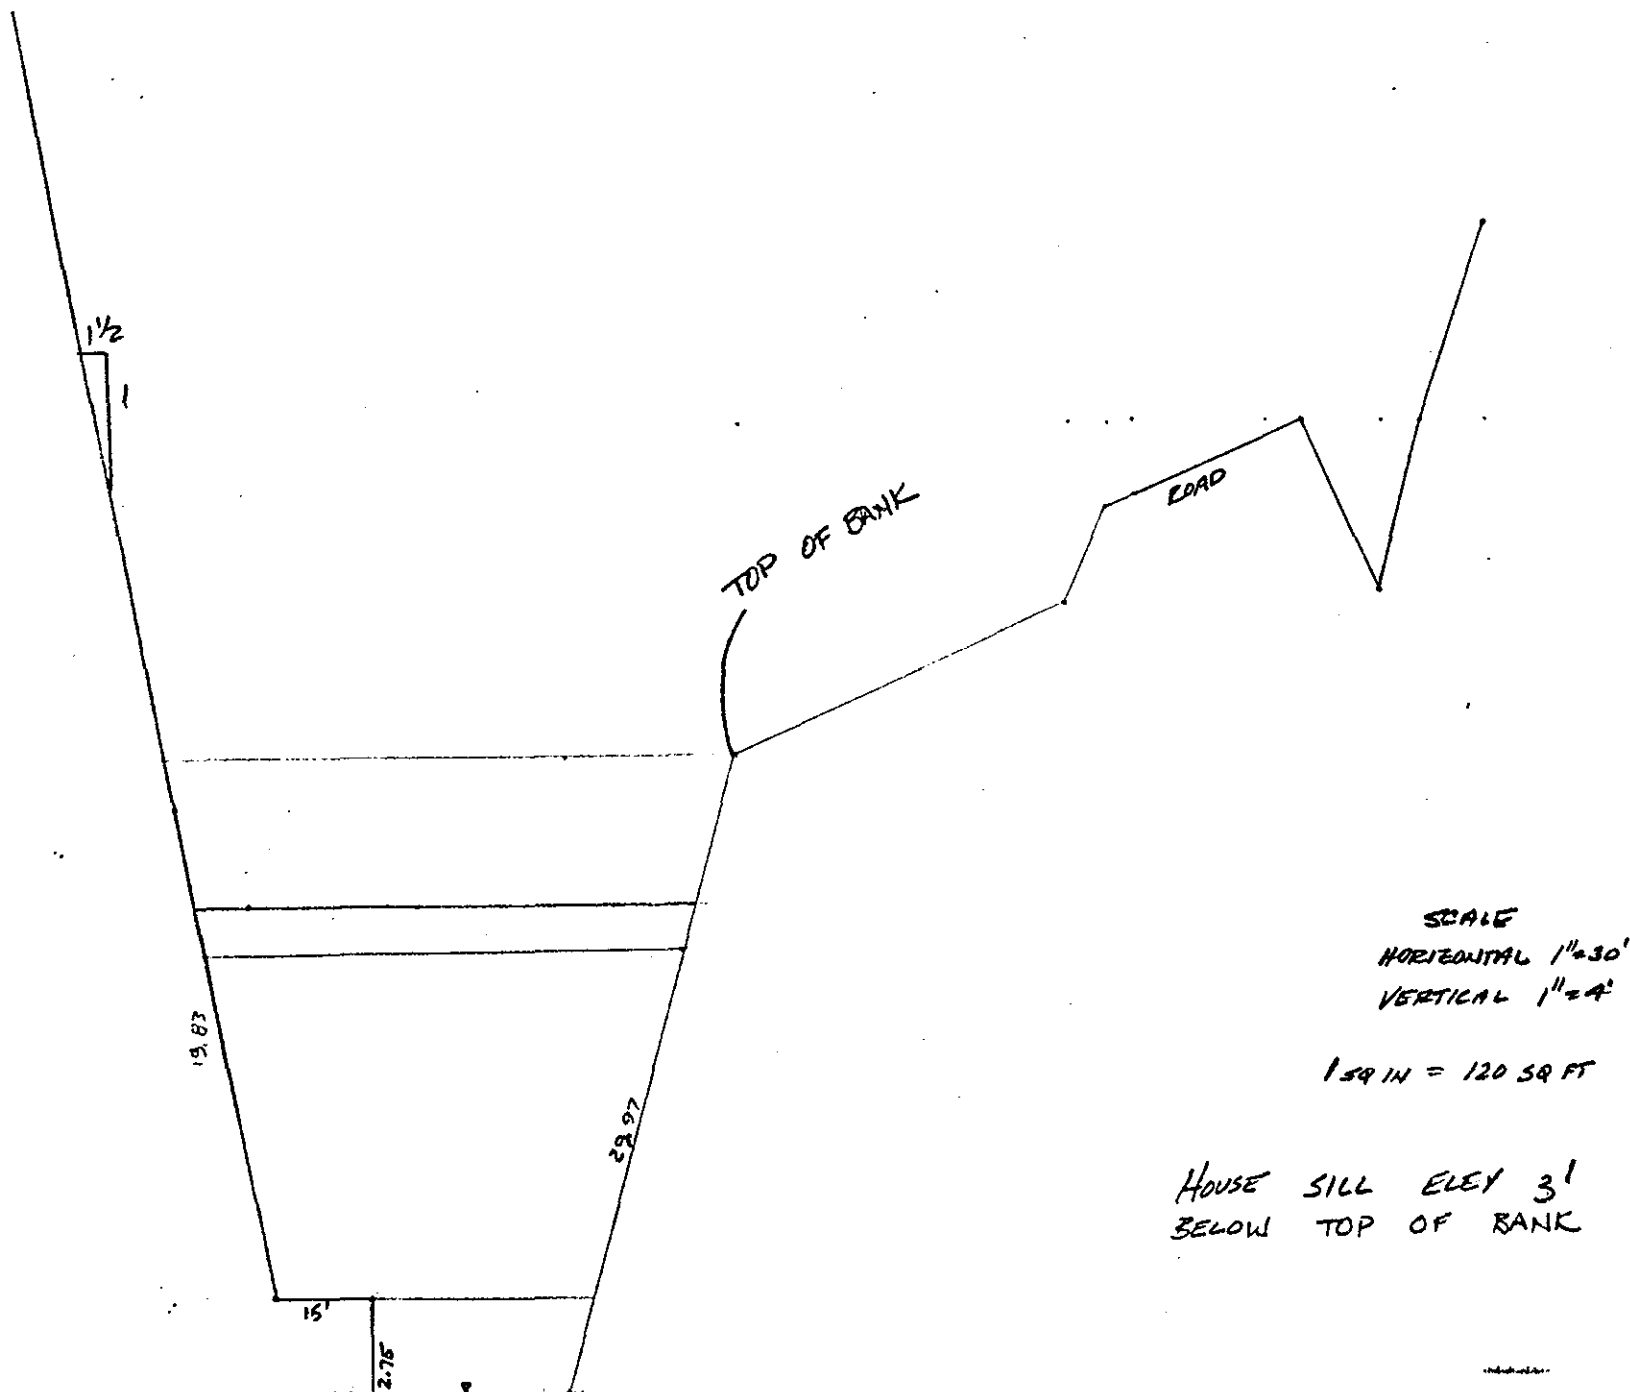 1½
1
TOP OF BANK
ROAD
SCALE
HORIZONTAL 1"=30'
VERTICAL 1"=4'
1 SQ IN = 120 SQ FT
19.83
29.97
HOUSE SILL ELEV 3'
BELOW TOP OF BANK
15'
2.75